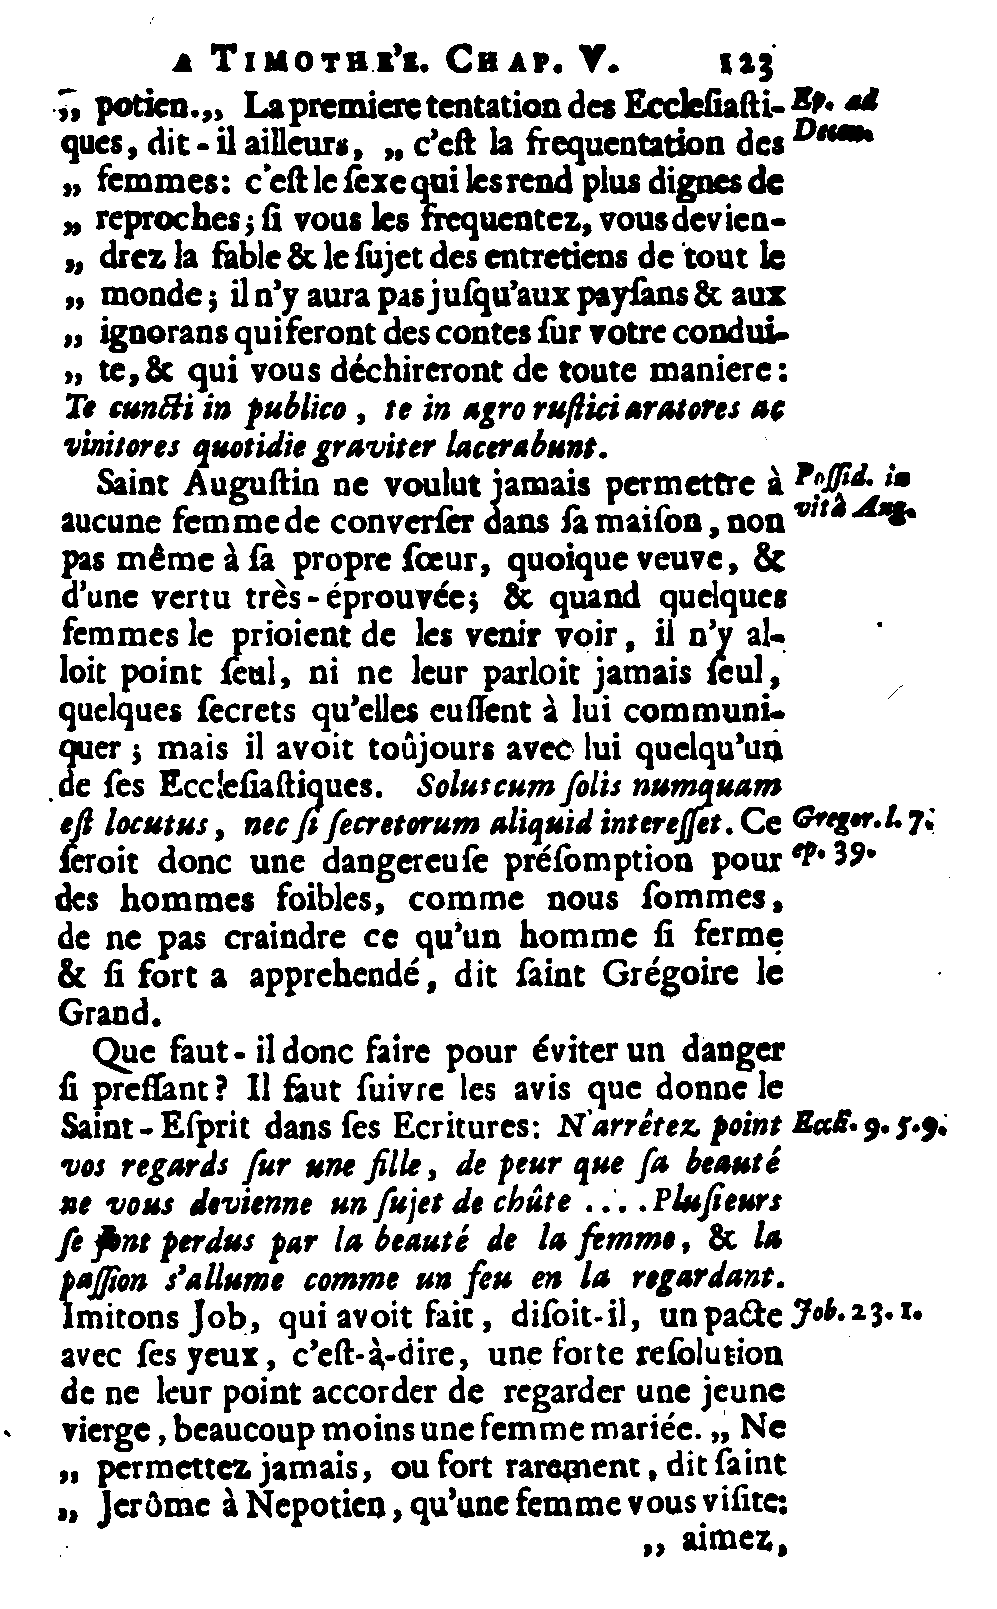 A TIMOTHE'E. CHAP. V. 123
„ potien.„ La premiere tentation des Ecclesiasti- Ep. ad
ques, dit-il ailleurs, „ c'est la frequentation des Ocean.
„ femmes: c'est le sexe qui les rend plus dignes de
„ reproches; si vous les frequentez, vous devien-
„ drez la fable & le sujet des entretiens de tout le
„ monde; il n'y aura pas jusqu'aux paysans & aux
„ ignorans qui feront des contes sur votre condui-
„ te, & qui vous déchireront de toute maniere:
Te cuncti in publico, te in agro rustici aratores ac
vinitores quotidie graviter lacerabunt.
Saint Augustin ne voulut jamais permettre à Possid. in
aucune femme de converser dans sa maison, non vitâ Aug.
pas même à sa propre sœur, quoique veuve, &
d'une vertu très-éprouvée; & quand quelques
femmes le prioient de les venir voir, il n'y al-
loit point seul, ni ne leur parloit jamais seul,
quelques secrets qu'elles eussent à lui communi-
quer; mais il avoit toûjours avec lui quelqu'un
de ses Ecclesiastiques. Solus cum solis numquam
est locutus, nec si secretorum aliquid interesset. Ce Greger. l. 7.
seroit donc une dangereuse présomption pour ep. 39.
des hommes foibles, comme nous sommes,
de ne pas craindre ce qu'un homme si ferme
& si fort a apprehendé, dit saint Grégoire le
Grand.
Que faut-il donc faire pour éviter un danger
si pressant? Il faut suivre les avis que donne le
Saint-Esprit dans ses Ecritures: N'arrêtez point Eccli. 9. 5. 9.
vos regards sur une fille, de peur que sa beauté
ne vous devienne un sujet de chûte .... Plusieurs
se sont perdus par la beauté de la femme, & la
passion s'allume comme un feu en la regardant.
Imitons Job, qui avoit fait, disoit-il, un pacte Job. 23. 1.
avec ses yeux, c'est-à-dire, une forte resolution
de ne leur point accorder de regarder une jeune
vierge, beaucoup moins une femme mariée. „ Ne
„ permettez jamais, ou fort rarement, dit saint
„ Jerôme à Nepotien, qu'une femme vous visite:
„ aimez,